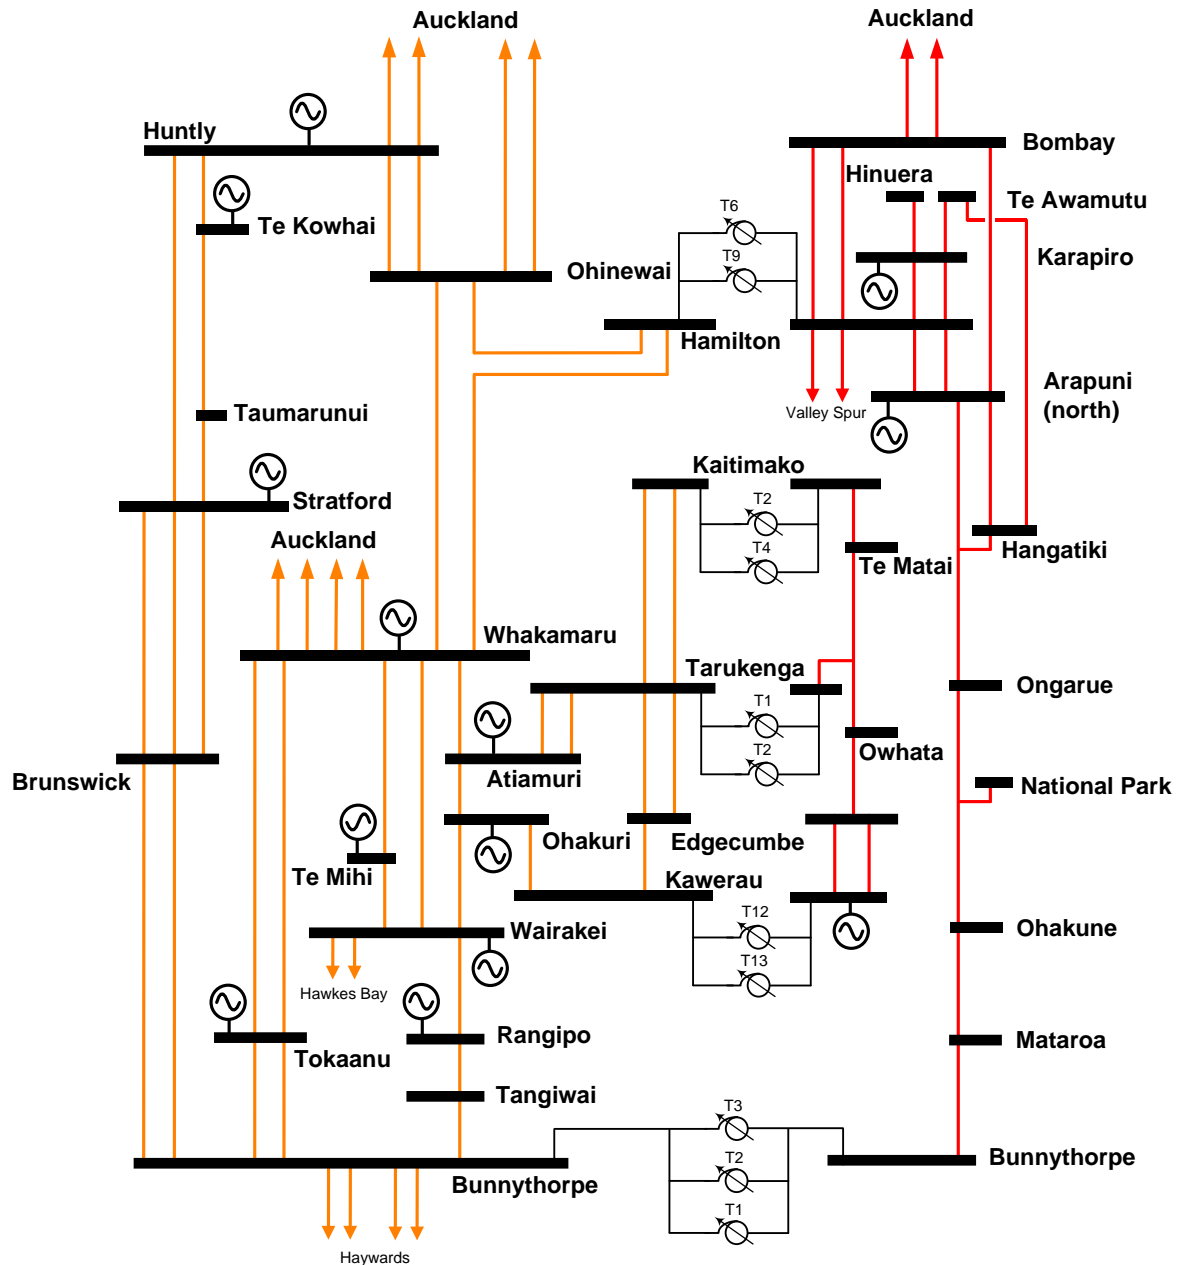 Auckland
Auckland
Huntly
Bombay
Hinuera
T6
Te Awamutu
Te Kowhai
T9
Karapiro
Ohinewai
Hamilton
Arapuni
(north)
Valley Spur
Taumarunui
Kaitimako
T2
Stratford
Auckland
T4
Hangatiki
Te Matai
Whakamaru
Tarukenga
Ongarue
T1
T2
Owhata
Brunswick
Atiamuri
National Park
Ohakuri
Edgecumbe
Te Mihi
Kawerau
T12
Wairakei
Ohakune
T13
Hawkes Bay
Rangipo
Tokaanu
Mataroa
Tangiwai
T3
T2
Bunnythorpe
Bunnythorpe
T1
Haywards